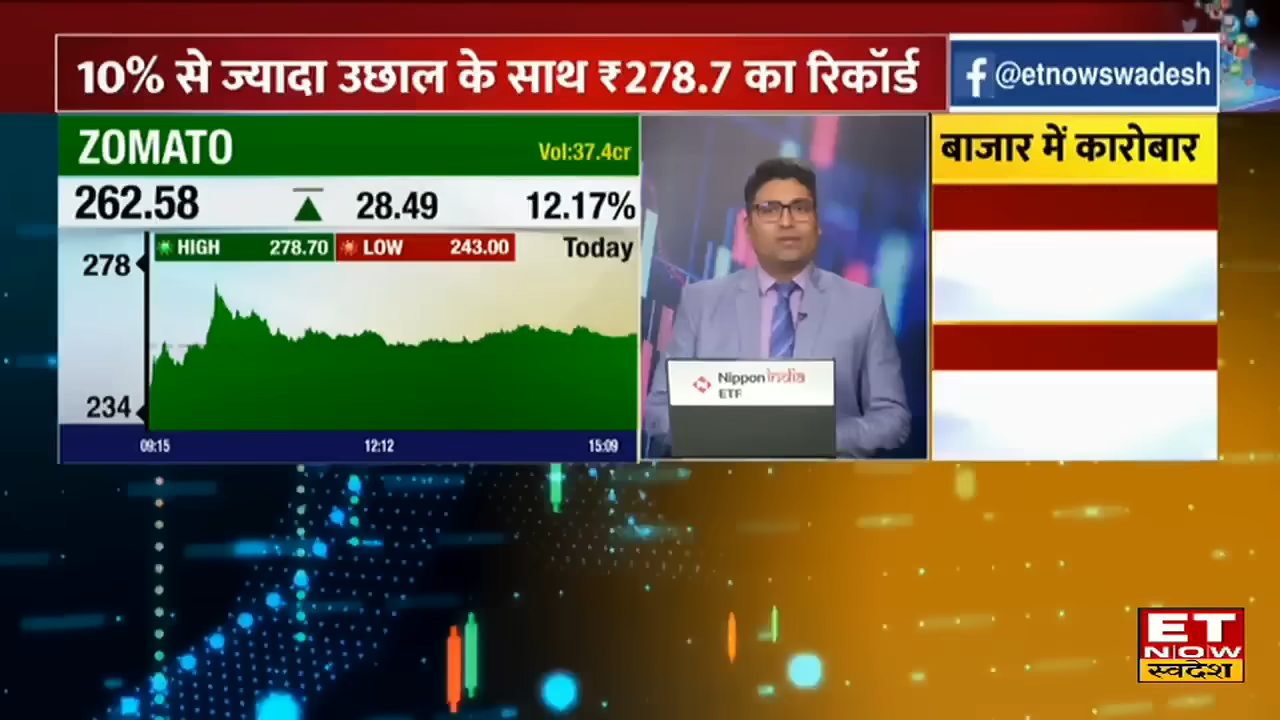 10% से ज्यादा उछाल के साथ ₹278.7 का रिकॉर्ड
@etnowswadesh
ZOMATO
Vol:37.4cr
262.58 28.49 12.17%
HIGH 278.70 LOW 243.00 Today
278
234
09:15 12:12 15:09
Nippon india
ETF
बाजार में कारोबार
ET
NOW
स्वदेश